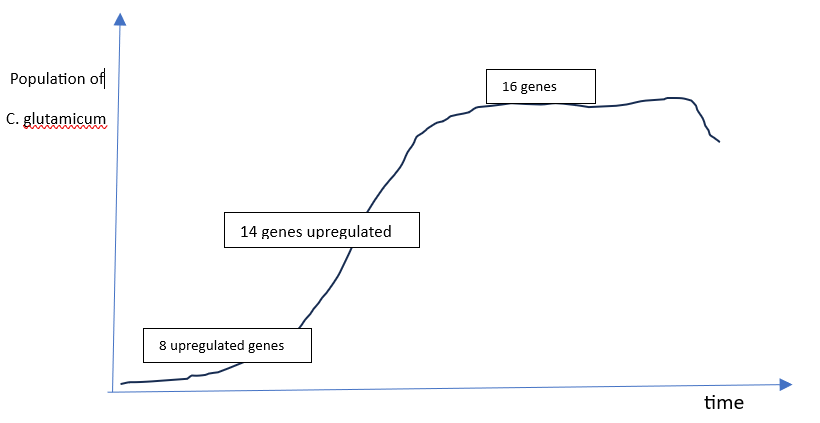 Population of
C. glutamicum
16 genes
14 genes upregulated
8 upregulated genes
time